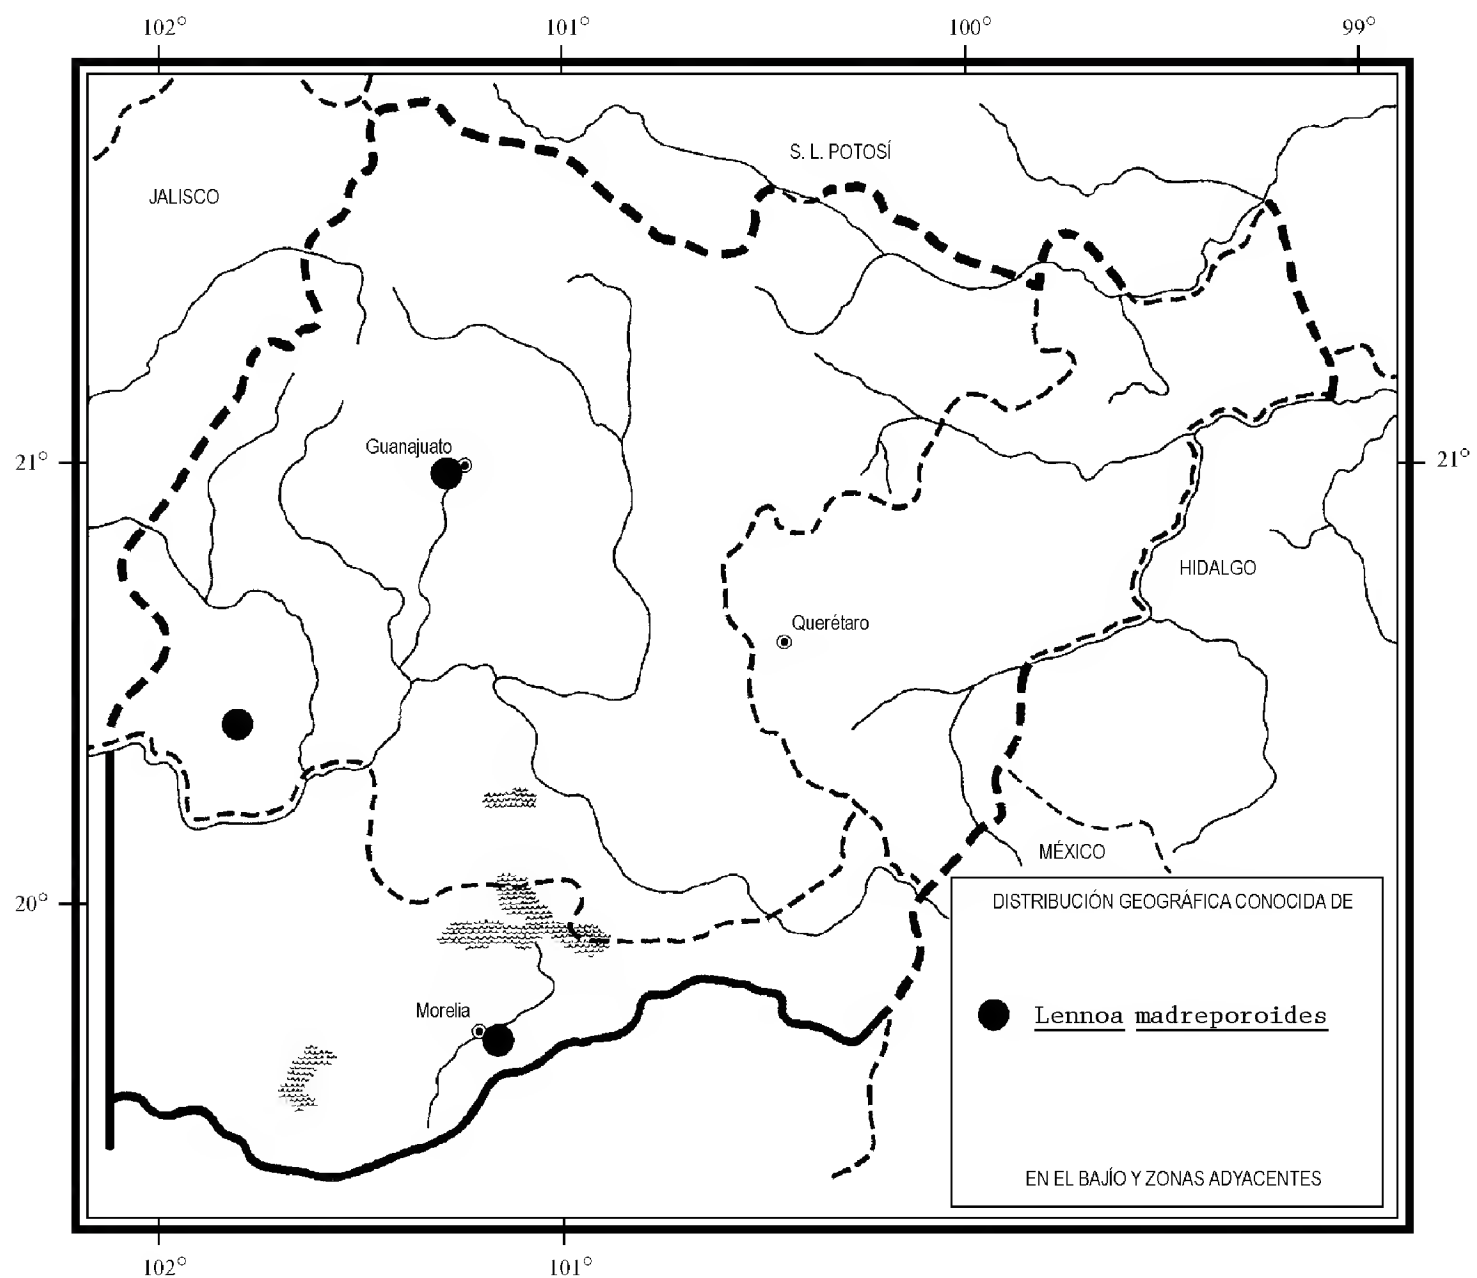 102° 101° 100° 99°
S. L. POTOSÍ
JALISCO
Guanajuato
21° 21°
HIDALGO
Querétaro
MÉXICO
20°
DISTRIBUCIÓN GEOGRÁFICA CONOCIDA DE
Morelia
Lennoa madreporoides
EN EL BAJÍO Y ZONAS ADYACENTES
102° 101°